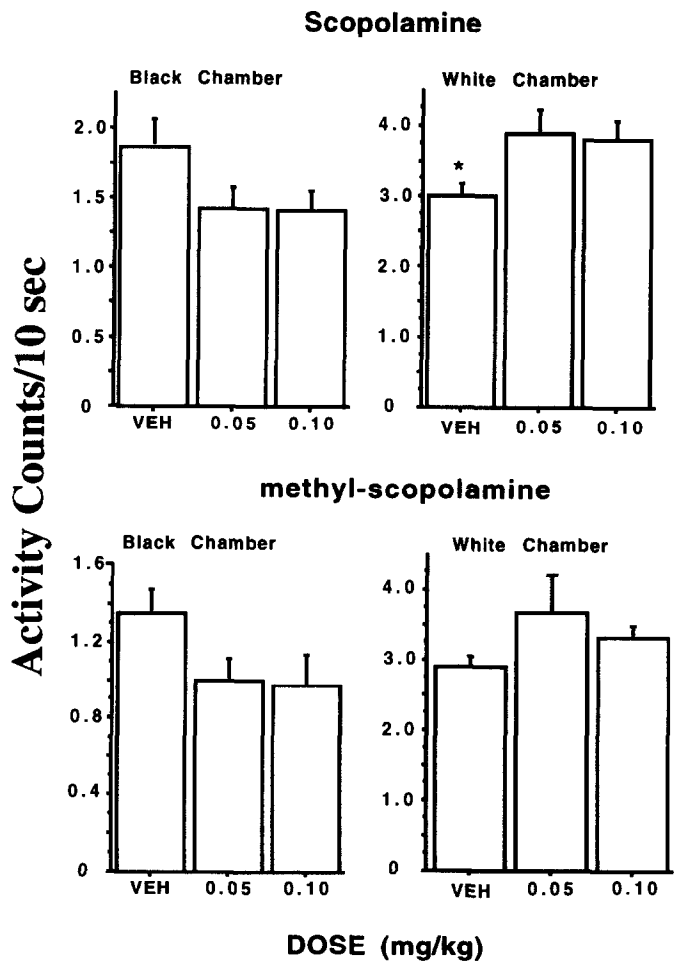 Scopolamine
Black Chamber
White Chamber
2.0
1.5
1.0
0.5
0
VEH 0.05 0.10
4.0
*
3.0
2.0
1.0
0
VEH 0.05 0.10
Activity Counts/10 sec
methyl-scopolamine
Black Chamber
White Chamber
1.6
1.2
0.8
0.4
0
VEH 0.05 0.10
4.0
3.0
2.0
1.0
0
VEH 0.05 0.10
DOSE (mg/kg)